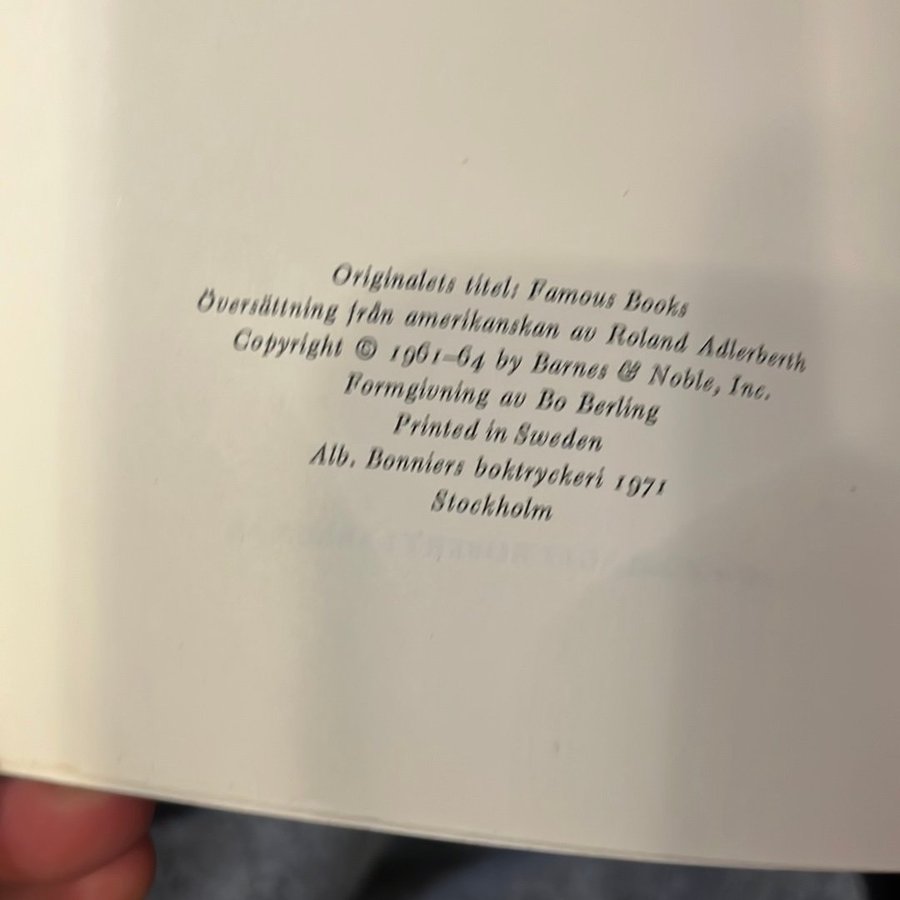 Originalets titel: Famous Books
Översättning från amerikanskan av Roland Adlerberth
Copyright © 1961–64 by Barnes & Noble, Inc.
Formgivning av Bo Berling
Printed in Sweden
Alb. Bonniers boktryckeri 1971
Stockholm